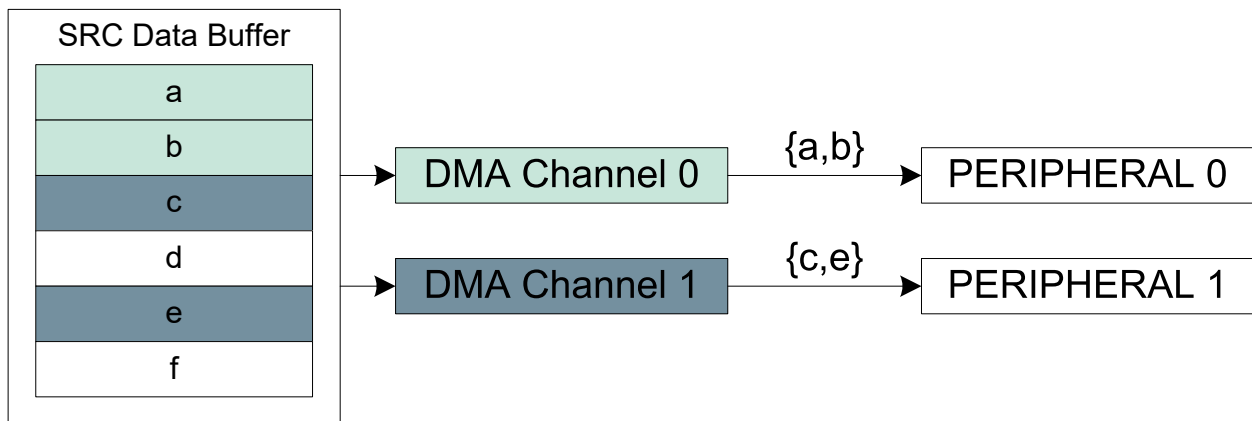 SRC Data Buffer
a
b
c
d
e
f
DMA Channel 0
{a,b}
PERIPHERAL 0
DMA Channel 1
{c,e}
PERIPHERAL 1